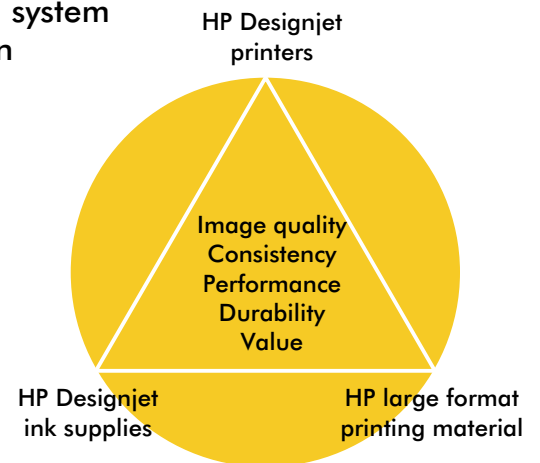 system
n
HP Designjet
printers
Image quality
Consistency
Performance
Durability
Value
HP Designjet
ink supplies
HP large format
printing material